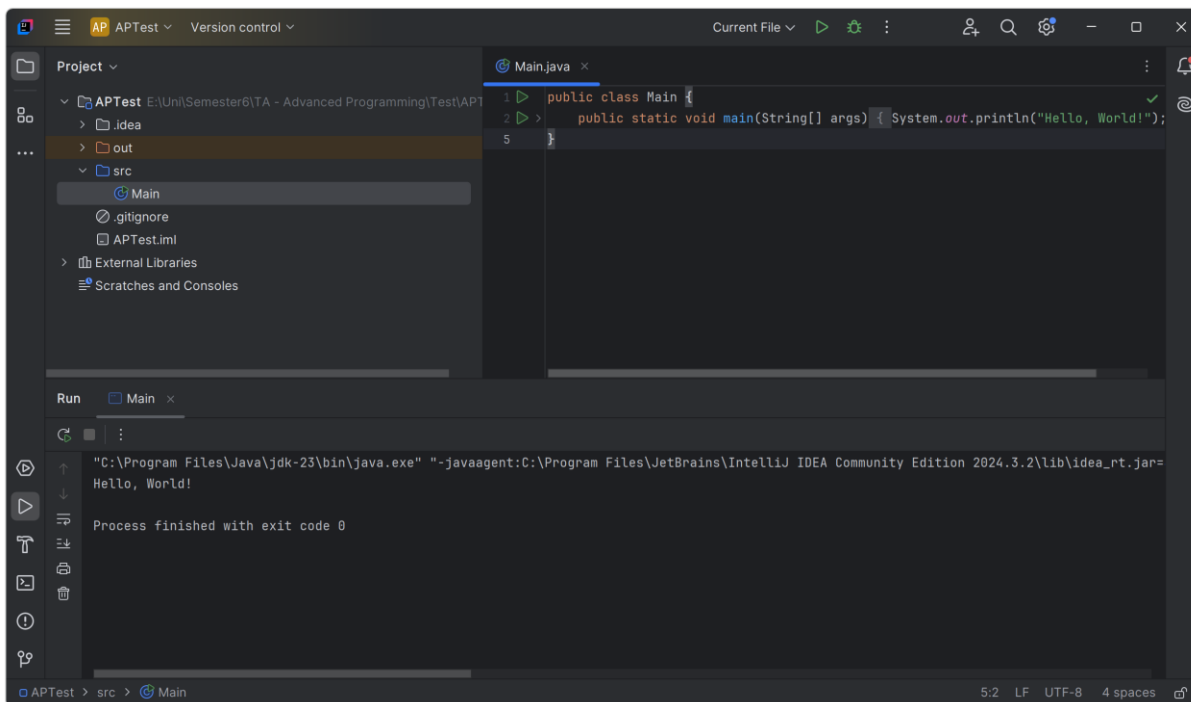 AP APTest Version control Current File
Project
APTest E:\Uni\Semester6\TA - Advanced Programming\Test\APT
.idea
out
src
Main
.gitignore
APTest.iml
External Libraries
Scratches and Consoles
Main.java
1 public class Main {
2 public static void main(String[] args) { System.out.println("Hello, World!");
5 }
Run Main
"C:\Program Files\Java\jdk-23\bin\java.exe" "-javaagent:C:\Program Files\JetBrains\IntelliJ IDEA Community Edition 2024.3.2\lib\idea_rt.jar=
Hello, World!
Process finished with exit code 0
APTest > src > Main 5:2 LF UTF-8 4 spaces